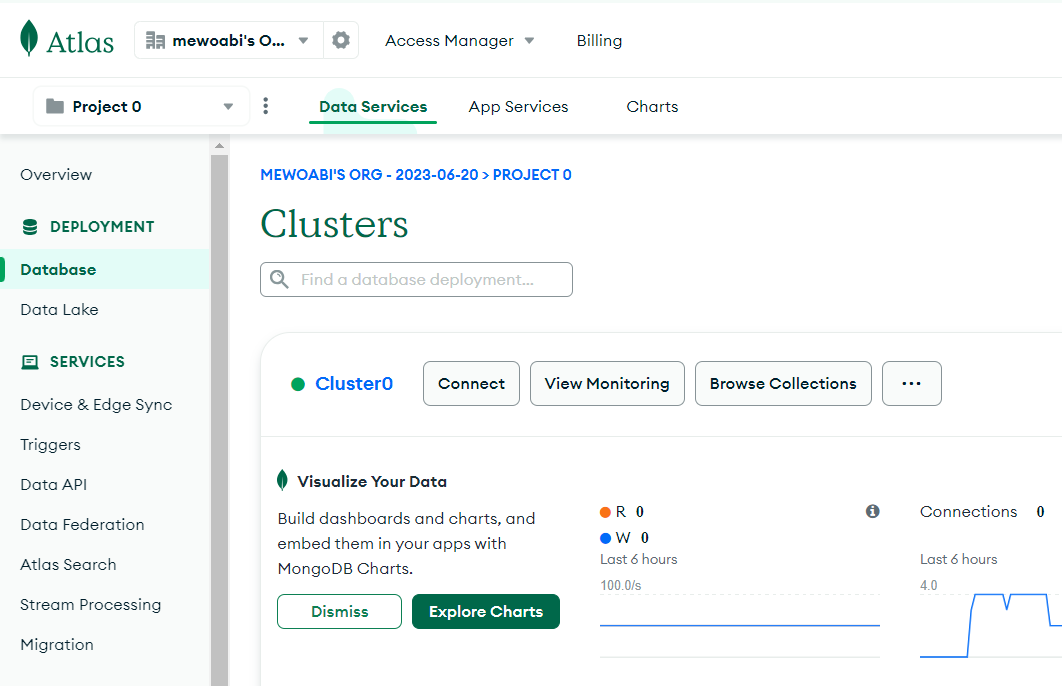 Atlas
mewoabi's O...
Access Manager
Billing
Project 0
Data Services
App Services
Charts
Overview
DEPLOYMENT
Database
Data Lake
SERVICES
Device & Edge Sync
Triggers
Data API
Data Federation
Atlas Search
Stream Processing
Migration
MEWOABI'S ORG - 2023-06-20 > PROJECT 0
Clusters
Find a database deployment...
Cluster0
Connect
View Monitoring
Browse Collections
...
Visualize Your Data
Build dashboards and charts, and
embed them in your apps with
MongoDB Charts.
Dismiss
Explore Charts
R 0
W 0
Last 6 hours
100.0/s
Connections 0
Last 6 hours
4.0